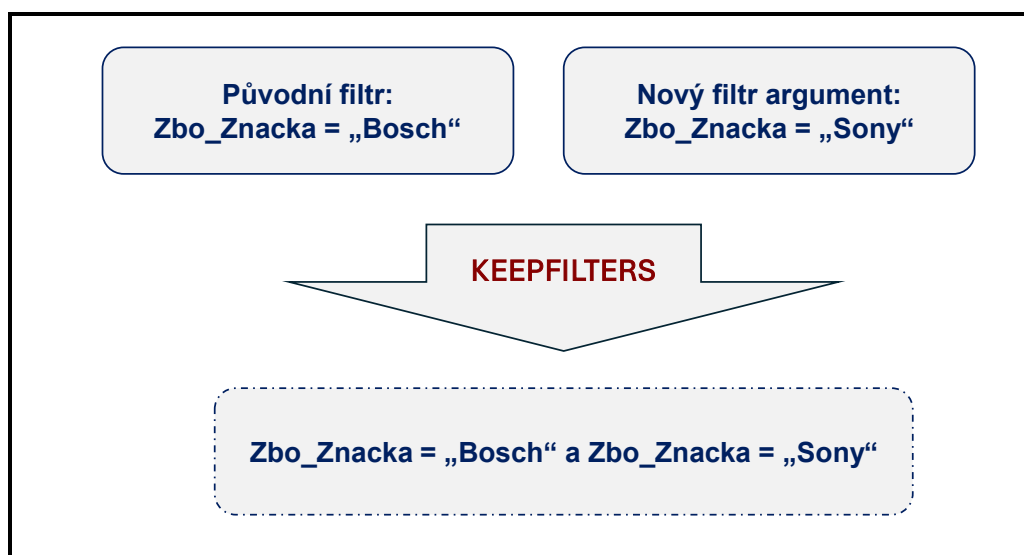 Původní filtr:
Zbo_Znacka = „Bosch“
Nový filtr argument:
Zbo_Znacka = „Sony“
KEEPFILTERS
Zbo_Znacka = „Bosch“ a Zbo_Znacka = „Sony“